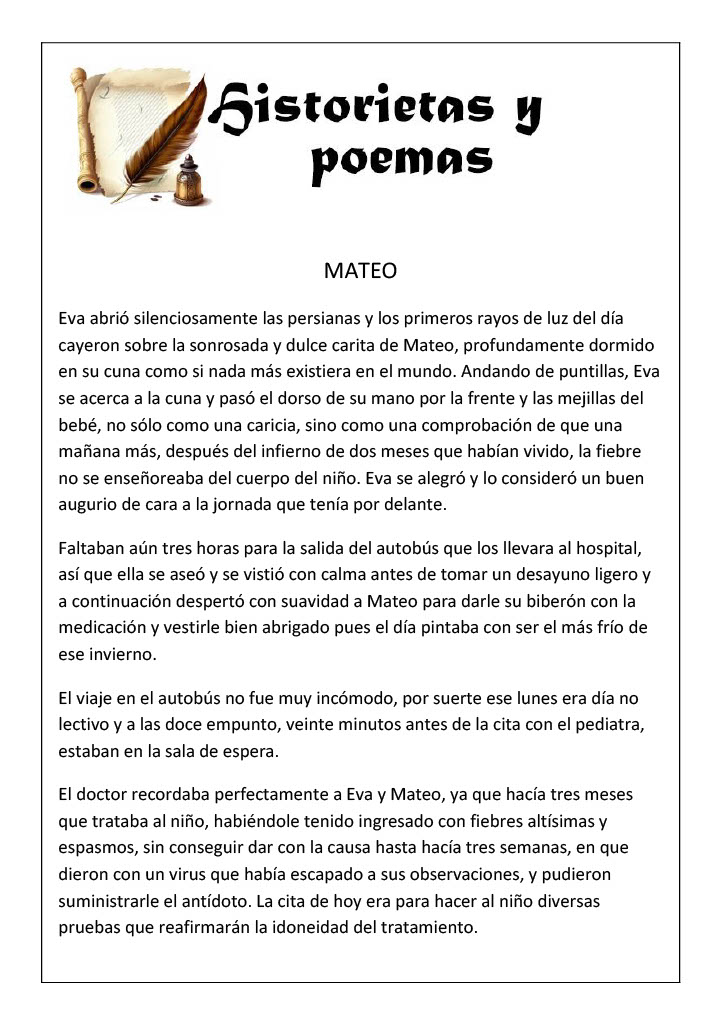 Historietas y
poemas
MATEO
Eva abrió silenciosamente las persianas y los primeros rayos de luz del día
cayeron sobre la sonrosada y dulce carita de Mateo, profundamente dormido
en su cuna como si nada más existiera en el mundo. Andando de puntillas, Eva
se acerca a la cuna y pasó el dorso de su mano por la frente y las mejillas del
bebé, no sólo como una caricia, sino como una comprobación de que una
mañana más, después del infierno de dos meses que habían vivido, la fiebre
no se enseñoreaba del cuerpo del niño. Eva se alegró y lo consideró un buen
augurio de cara a la jornada que tenía por delante.
Faltaban aún tres horas para la salida del autobús que los llevara al hospital,
así que ella se aseó y se vistió con calma antes de tomar un desayuno ligero y
a continuación despertó con suavidad a Mateo para darle su biberón con la
medicación y vestirle bien abrigado pues el día pintaba con ser el más frío de
ese invierno.
El viaje en el autobús no fue muy incómodo, por suerte ese lunes era día no
lectivo y a las doce empunto, veinte minutos antes de la cita con el pediatra,
estaban en la sala de espera.
El doctor recordaba perfectamente a Eva y Mateo, ya que hacía tres meses
que trataba al niño, habiéndole tenido ingresado con fiebres altísimas y
espasmos, sin conseguir dar con la causa hasta hacía tres semanas, en que
dieron con un virus que había escapado a sus observaciones, y pudieron
suministrarle el antídoto. La cita de hoy era para hacer al niño diversas
pruebas que reafirmarán la idoneidad del tratamiento.